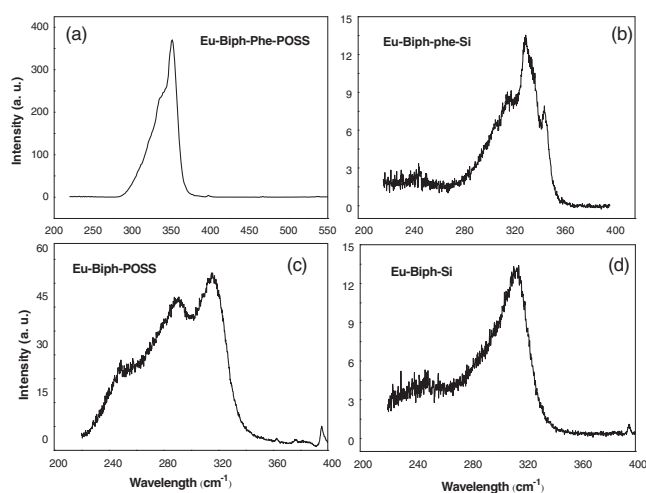 (a)
Eu-Biph-Phe-POSS
400
300
200
100
0
Intensity (a. u.)
200 250 300 350 400 450 500 550
(b)
Eu-Biph-phe-Si
15
12
9
6
3
0
200 240 280 320 360 400
(c)
Eu-Biph-POSS
60
45
30
15
0
Intensity (a. u.)
200 240 280 320 360 400
Wavelength (cm⁻¹)
(d)
Eu-Biph-Si
15
12
9
6
3
0
200 240 280 320 360 400
Wavelength (cm⁻¹)